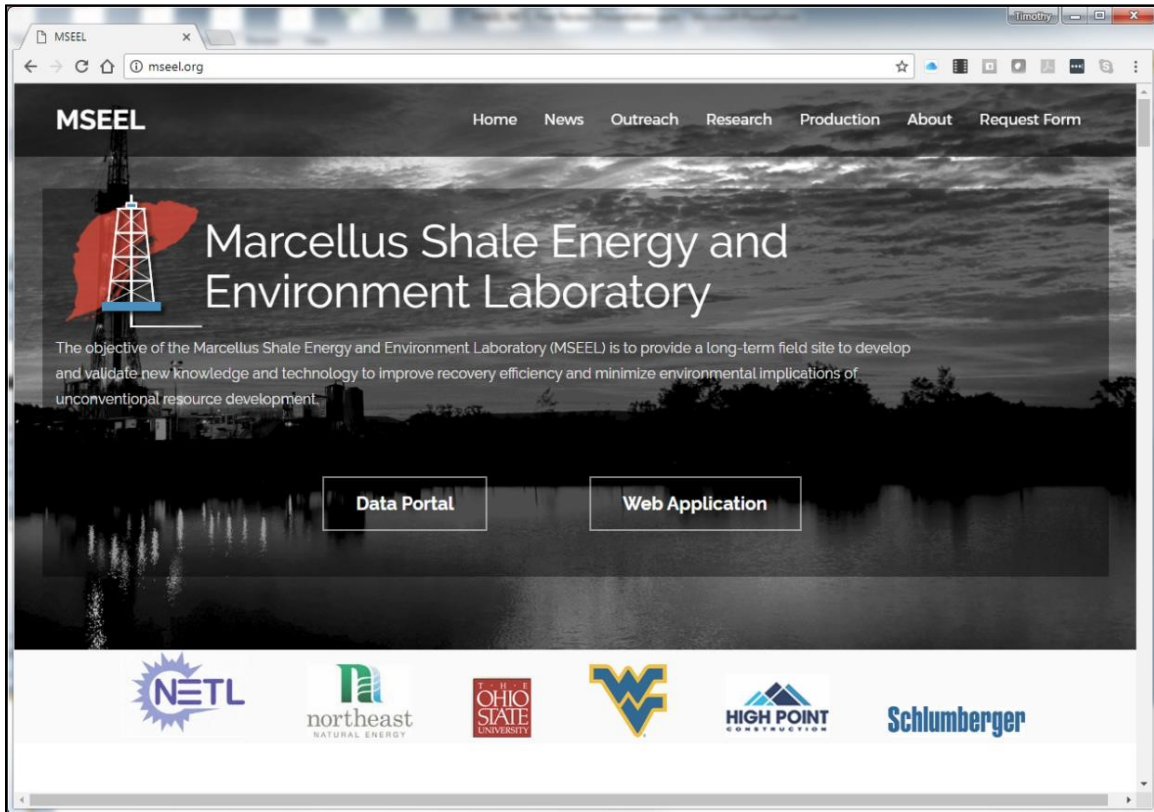 Timothy
MSEEL
mseel.org
MSEEL
Home News Outreach Research Production About Request Form
Marcellus Shale Energy and
Environment Laboratory
The objective of the Marcellus Shale Energy and Environment Laboratory (MSEEL) is to provide a long-term field site to develop
and validate new knowledge and technology to improve recovery efficiency and minimize environmental implications of
unconventional resource development.
Data Portal Web Application
NETL
northeast
NATURAL ENERGY
THE
OHIO
STATE
UNIVERSITY
WV
HIGH POINT
CONSTRUCTION
Schlumberger